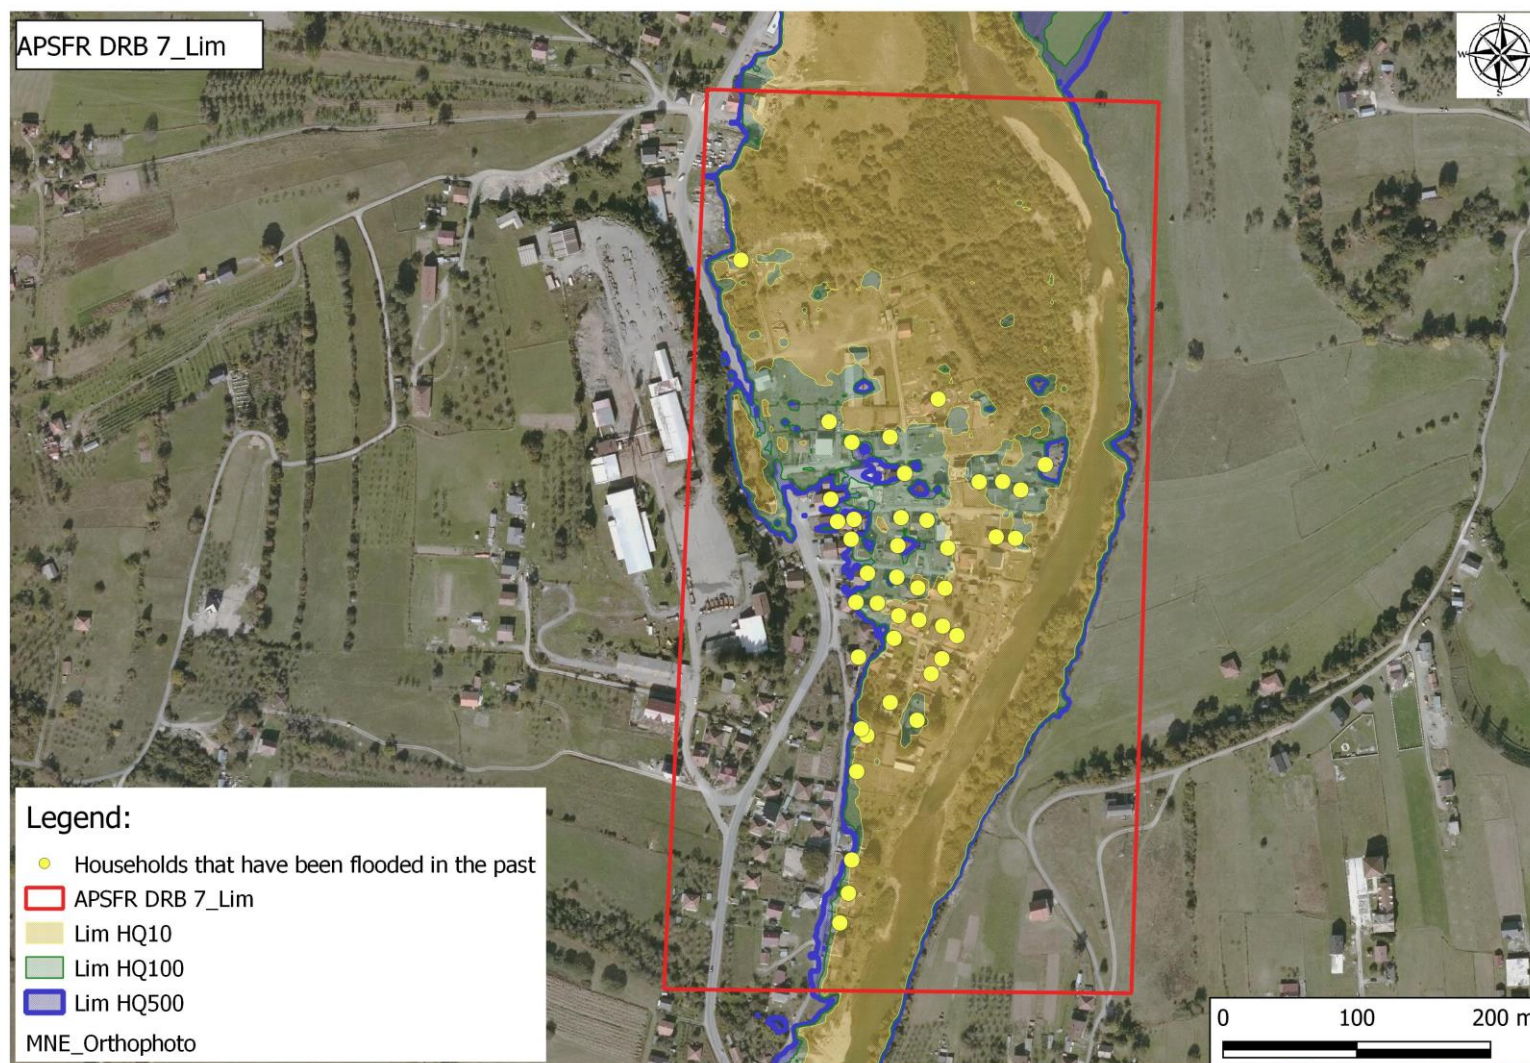 APSFR DRB 7_Lim
N
W
S
Legend:
Households that have been flooded in the past
APSFR DRB 7_Lim
Lim HQ10
Lim HQ100
Lim HQ500
MNE_Orthophoto
0 100 200 m